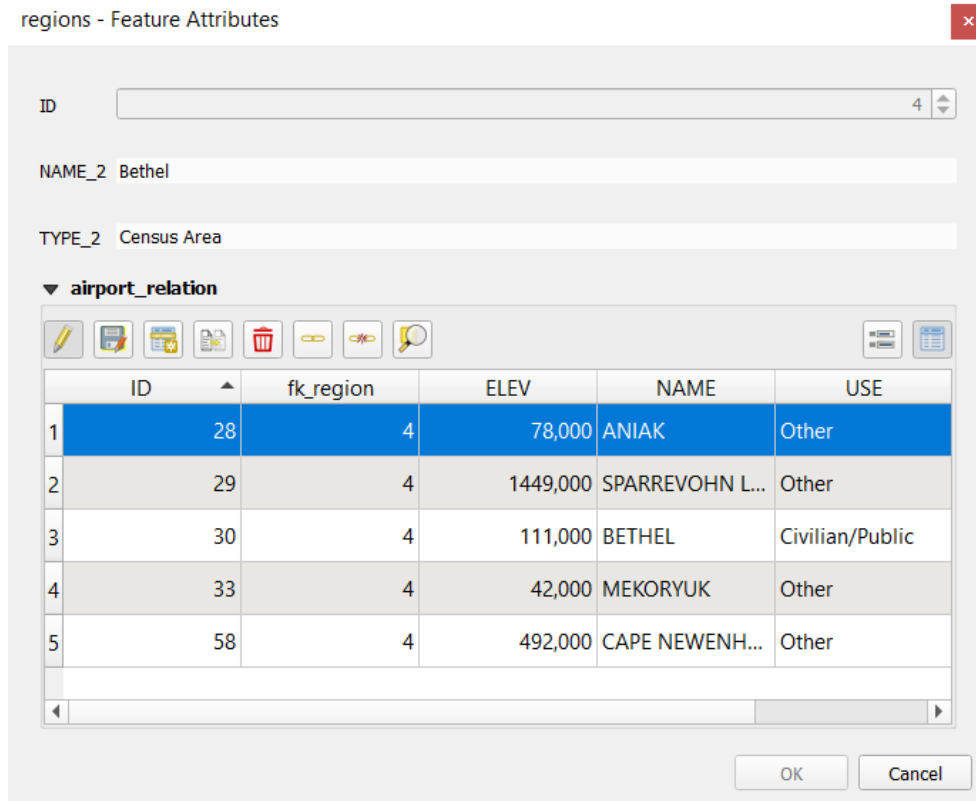 regions - Feature Attributes
ID 4
NAME_2 Bethel
TYPE_2 Census Area
airport_relation
ID fk_region ELEV NAME USE
1 28 4 78,000 ANIAK Other
2 29 4 1449,000 SPARREVOHN L... Other
3 30 4 111,000 BETHEL Civilian/Public
4 33 4 42,000 MEKORYUK Other
5 58 4 492,000 CAPE NEWENH... Other
OK Cancel